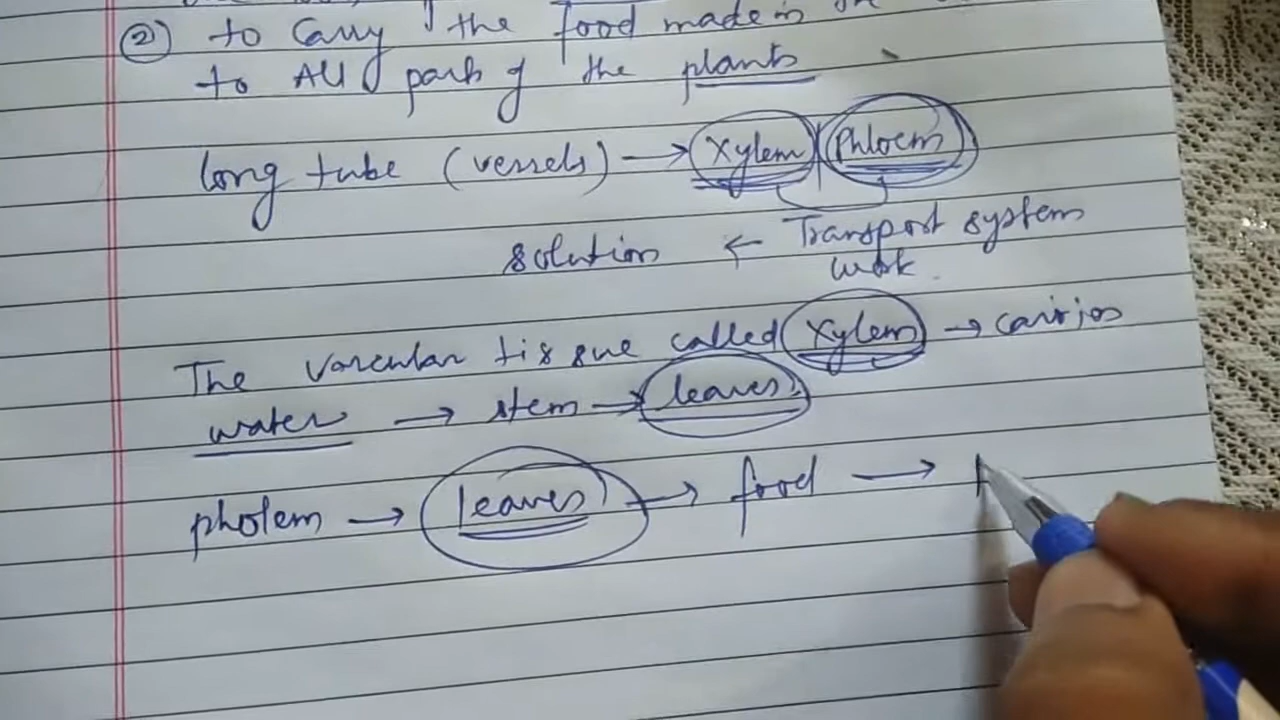 ② to carry the food made in
to All parts of the plants
long tube (vessels) → Xylem Phloem
solution ← Transport system
work.
The vascular tissue called Xylem → carries
water → stem → leaves.
pholem → leaves → food →